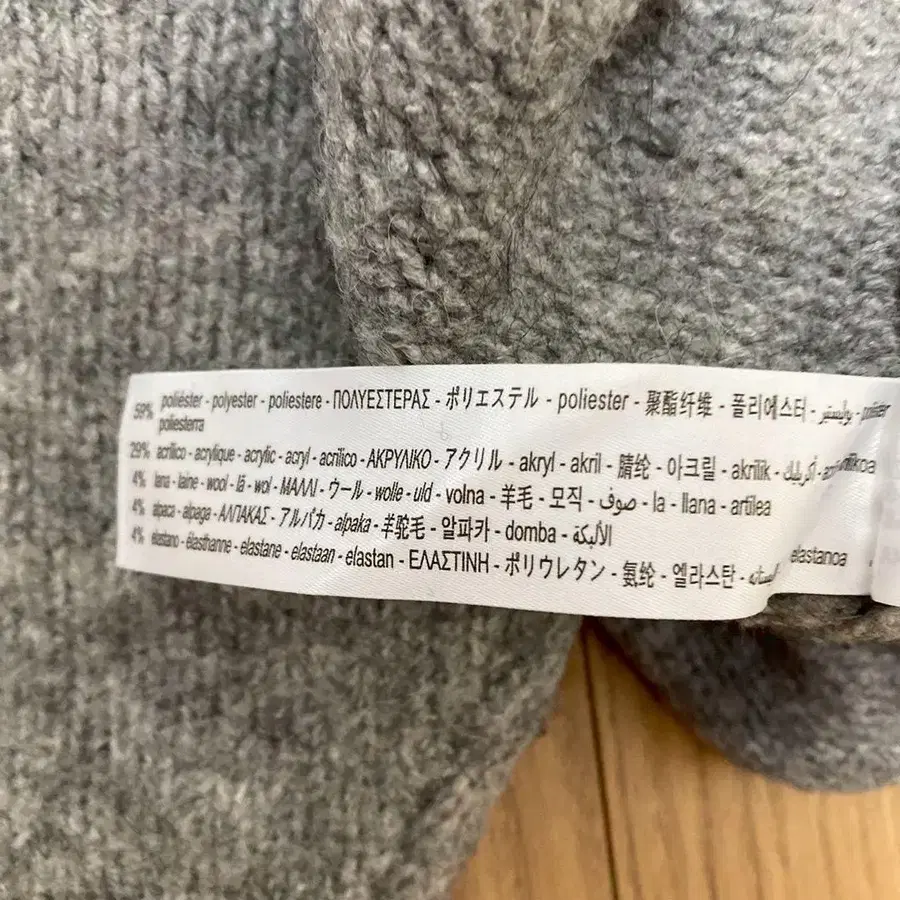 59% poliéster - polyester - poliestere - ΠΟΛΥΕΣΤΕΡΑΣ - ポリエステル - poliester - 聚酯纤维 - 폴리에스터 - بوليستر - poliéster
poliesterra
29% acrílico - acrylique - acrylic - acryl - acrilico - ΑΚΡΥΛΙΚΟ - アクリル - akryl - akril - 腈纶 - 아크릴 - akrilik - أكريليك -
4% lana - laine - wool - lã - wol - ΜΑΛΛΙ - ウール - wolle - uld - volna - 羊毛 - 모직 - صوف - la - llana - artilea
4% alpaca - alpaga - ΑΛΠΑΚΑΣ - アルパカ - alpaka - 羊驼毛 - 알파카 - domba - الألبكة
4% elastano - élasthanne - elastane - elastaan - elastan - ΕΛΑΣΤΙΝΗ - ポリウレタン - 氨纶 - 엘라스탄 - elastanoa